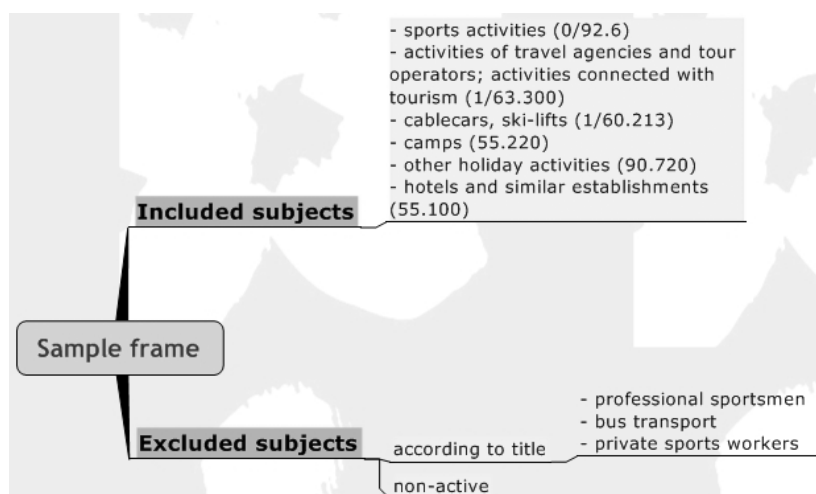 - sports activities (0/92.6)
- activities of travel agencies and tour
operators; activities connected with
tourism (1/63.300)
- cablecars, ski-lifts (1/60.213)
- camps (55.220)
- other holiday activities (90.720)
- hotels and similar establishments
(55.100)
Included subjects
Sample frame
Excluded subjects
according to title
- professional sportsmen
- bus transport
- private sports workers
non-active